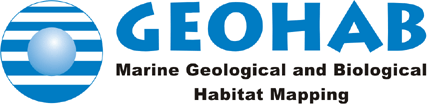 GEOHAB
Marine Geological and Biological
Habitat Mapping